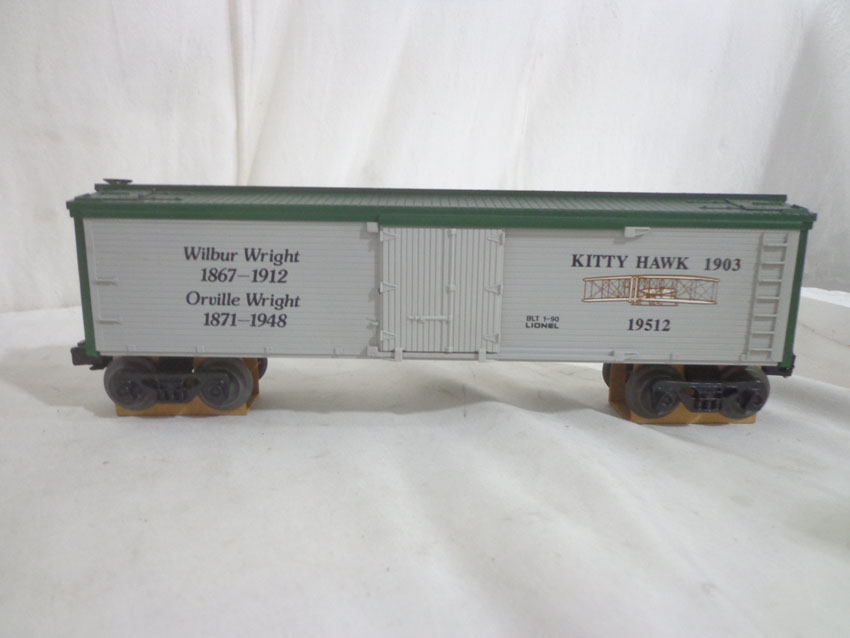 Wilbur Wright
1867–1912
Orville Wright
1871–1948
KITTY HAWK 1903
BLT 1-90
LIONEL
19512